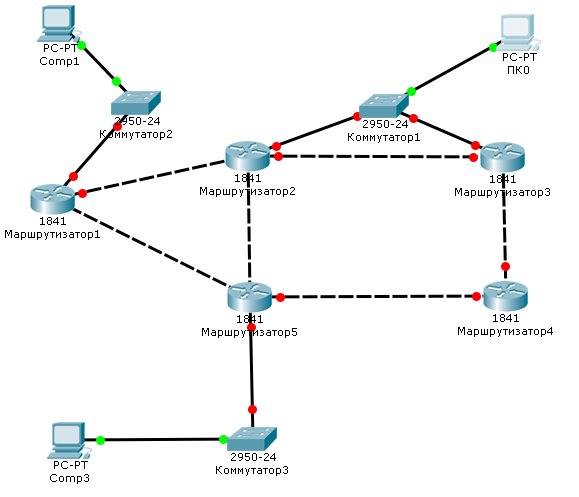 PC-PT
Comp1
PC-PT
ПК0
2950-24
Коммутатор2
2950-24
Коммутатор1
1841
Маршрутизатор2
1841
Маршрутизатор3
1841
Маршрутизатор1
1841
Маршрутизатор5
1841
Маршрутизатор4
PC-PT
Comp3
2950-24
Коммутатор3